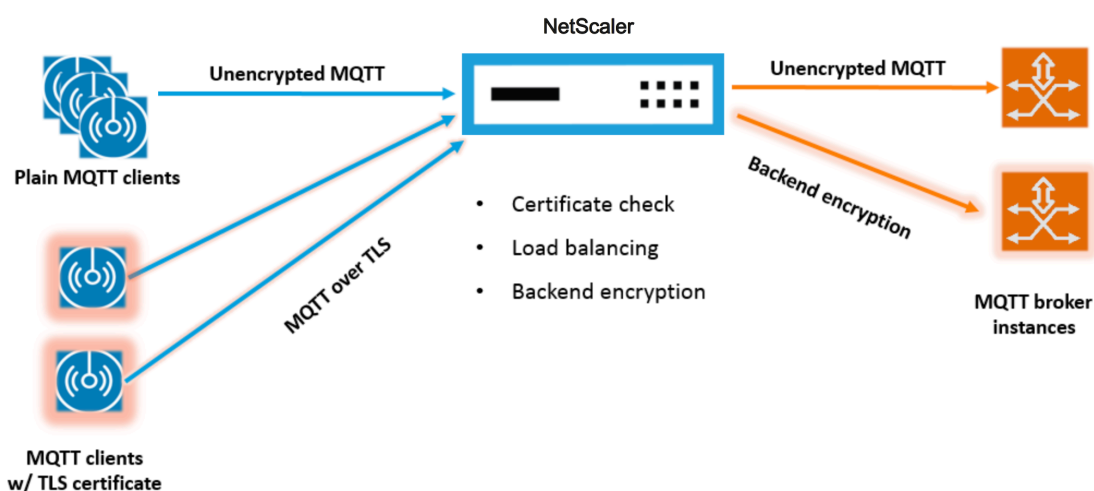 NetScaler
Unencrypted MQTT
Unencrypted MQTT
Plain MQTT clients
Backend encryption
• Certificate check
• Load balancing
• Backend encryption
MQTT over TLS
MQTT broker
instances
MQTT clients
w/ TLS certificate